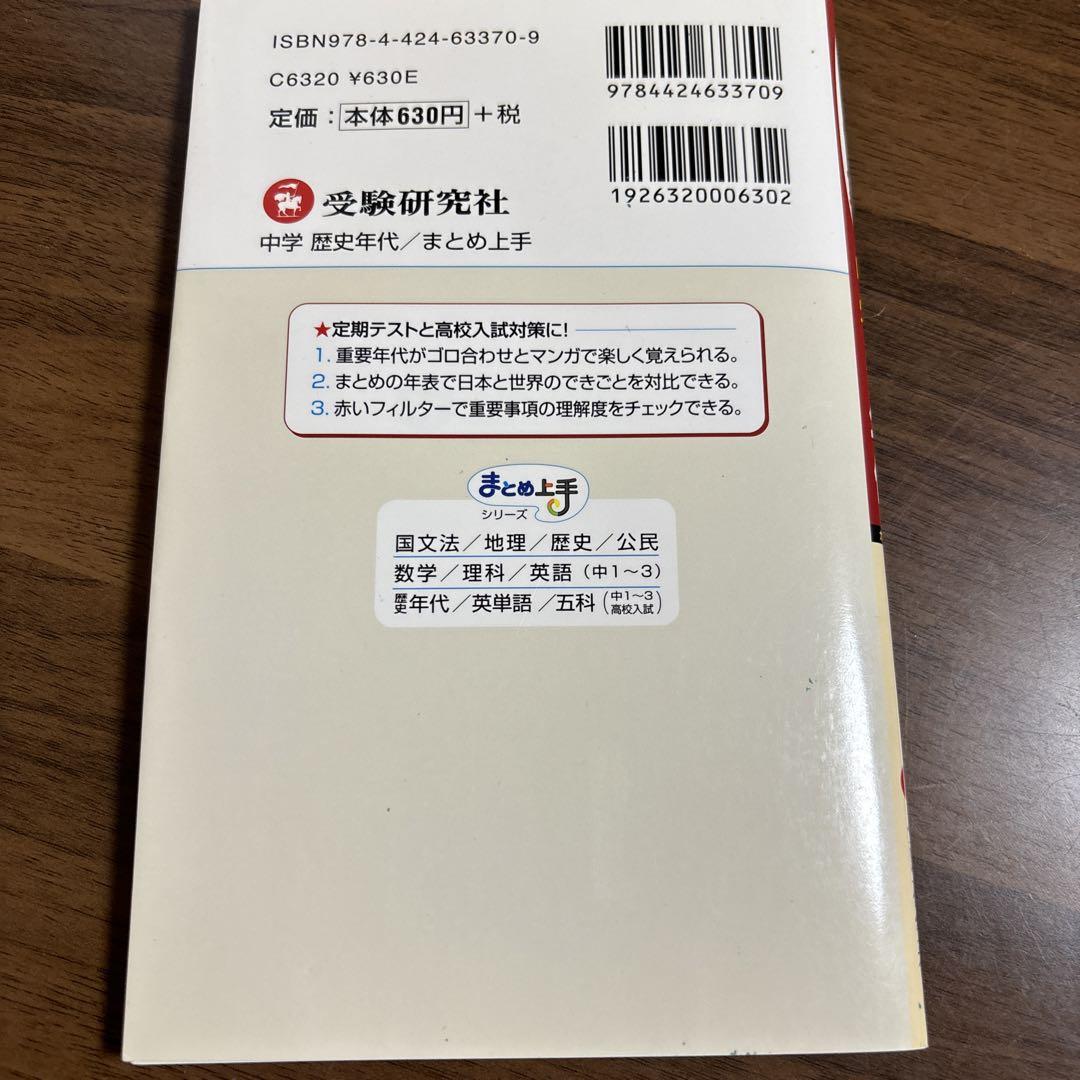 ISBN978-4-424-63370-9
C6320 ¥630E
定価：本体630円＋税
9784424633709
1926320006302
受験研究社
中学 歴史年代／まとめ上手
★定期テストと高校入試対策に!
1. 重要年代がゴロ合わせとマンガで楽しく覚えられる。
2. まとめの年表で日本と世界のできごとを対比できる。
3. 赤いフィルターで重要事項の理解度をチェックできる。
まとめ上手
シリーズ
国文法／地理／歴史／公民
数学／理科／英語（中1～3）
歴史年代／英単語／五科（中1～3 高校入試）